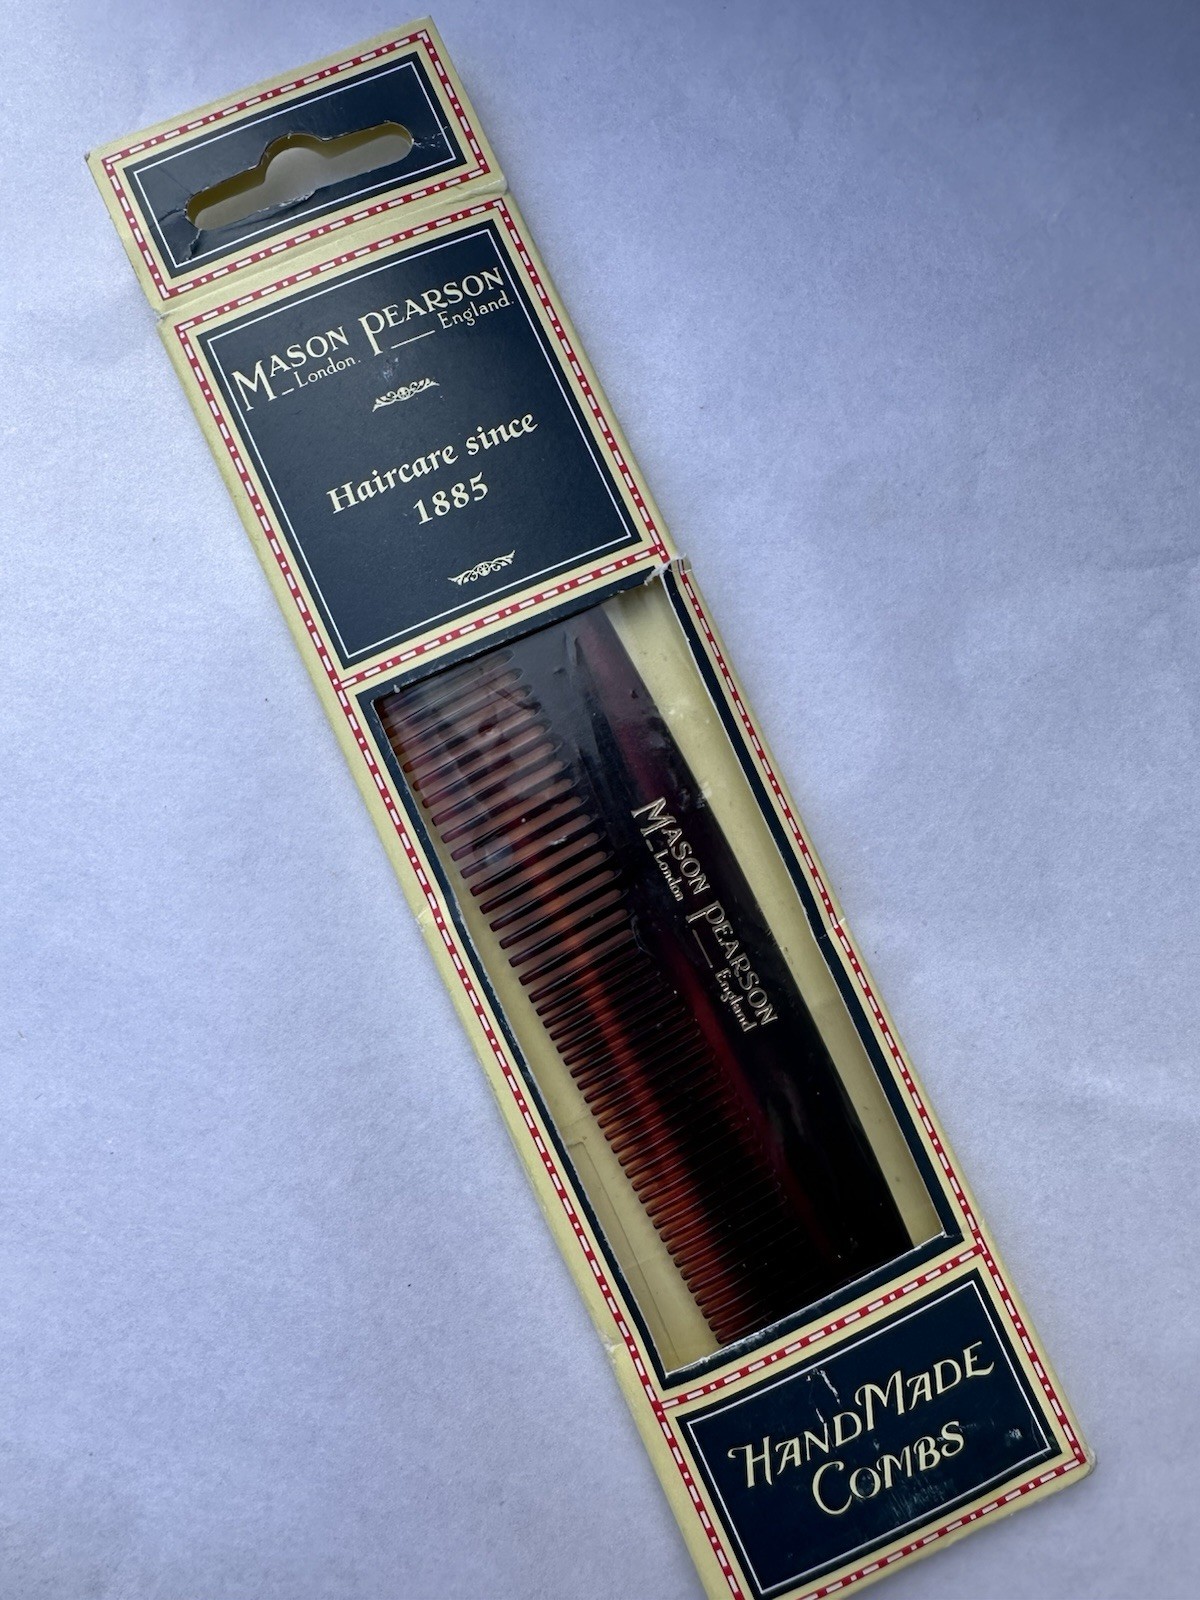 MASON PEARSON
London. England.
Haircare since
1885
MASON PEARSON
London England
HANDMADE
COMBS